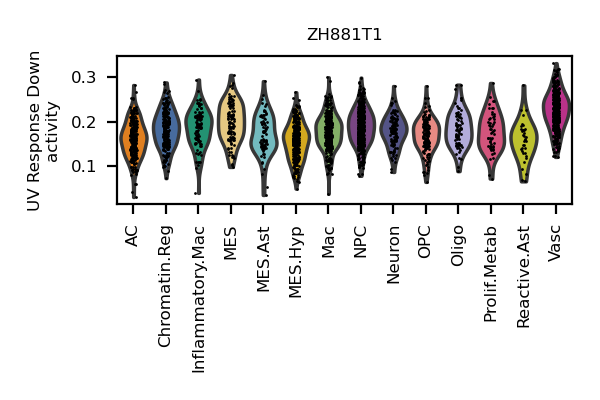 ZH881T1
UV Response Down
activity
0.3
0.2
0.1
AC
Chromatin.Reg
Inflammatory.Mac
MES
MES.Ast
MES.Hyp
Mac
NPC
Neuron
OPC
Oligo
Prolif.Metab
Reactive.Ast
Vasc